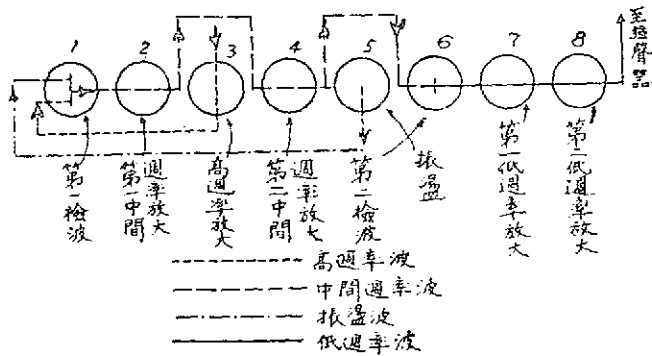 1 2 3 4 5 6 7 8
至揚聲器
第一檢波
第一中間
週率放大
高週率放大
第二中間
週率放大
第二檢波
振盪
第一低週率放大
第二低週率放大
高週率波
中間週率波
振盪波
低週率波